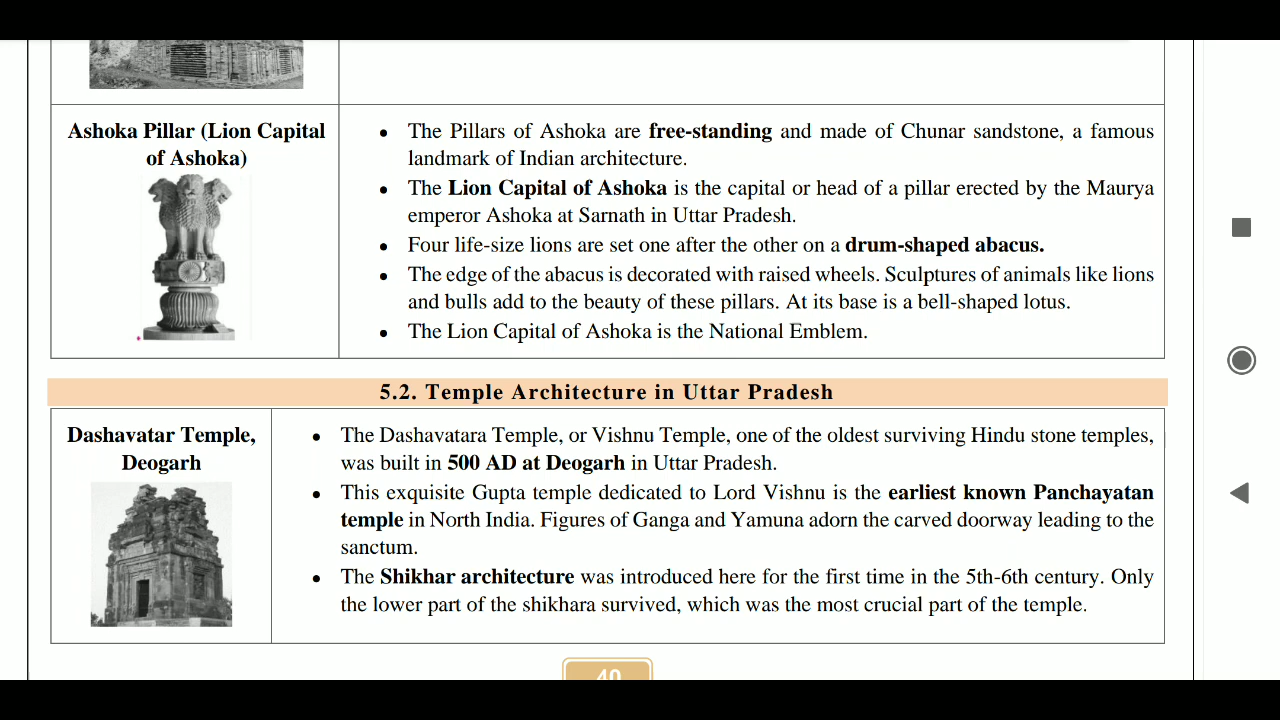 Ashoka Pillar (Lion Capital
of Ashoka)
• The Pillars of Ashoka are free-standing and made of Chunar sandstone, a famous
landmark of Indian architecture.
• The Lion Capital of Ashoka is the capital or head of a pillar erected by the Maurya
emperor Ashoka at Sarnath in Uttar Pradesh.
• Four life-size lions are set one after the other on a drum-shaped abacus.
• The edge of the abacus is decorated with raised wheels. Sculptures of animals like lions
and bulls add to the beauty of these pillars. At its base is a bell-shaped lotus.
• The Lion Capital of Ashoka is the National Emblem.
5.2. Temple Architecture in Uttar Pradesh
Dashavatar Temple,
Deogarh
• The Dashavatara Temple, or Vishnu Temple, one of the oldest surviving Hindu stone temples,
was built in 500 AD at Deogarh in Uttar Pradesh.
• This exquisite Gupta temple dedicated to Lord Vishnu is the earliest known Panchayatan
temple in North India. Figures of Ganga and Yamuna adorn the carved doorway leading to the
sanctum.
• The Shikhar architecture was introduced here for the first time in the 5th-6th century. Only
the lower part of the shikhara survived, which was the most crucial part of the temple.